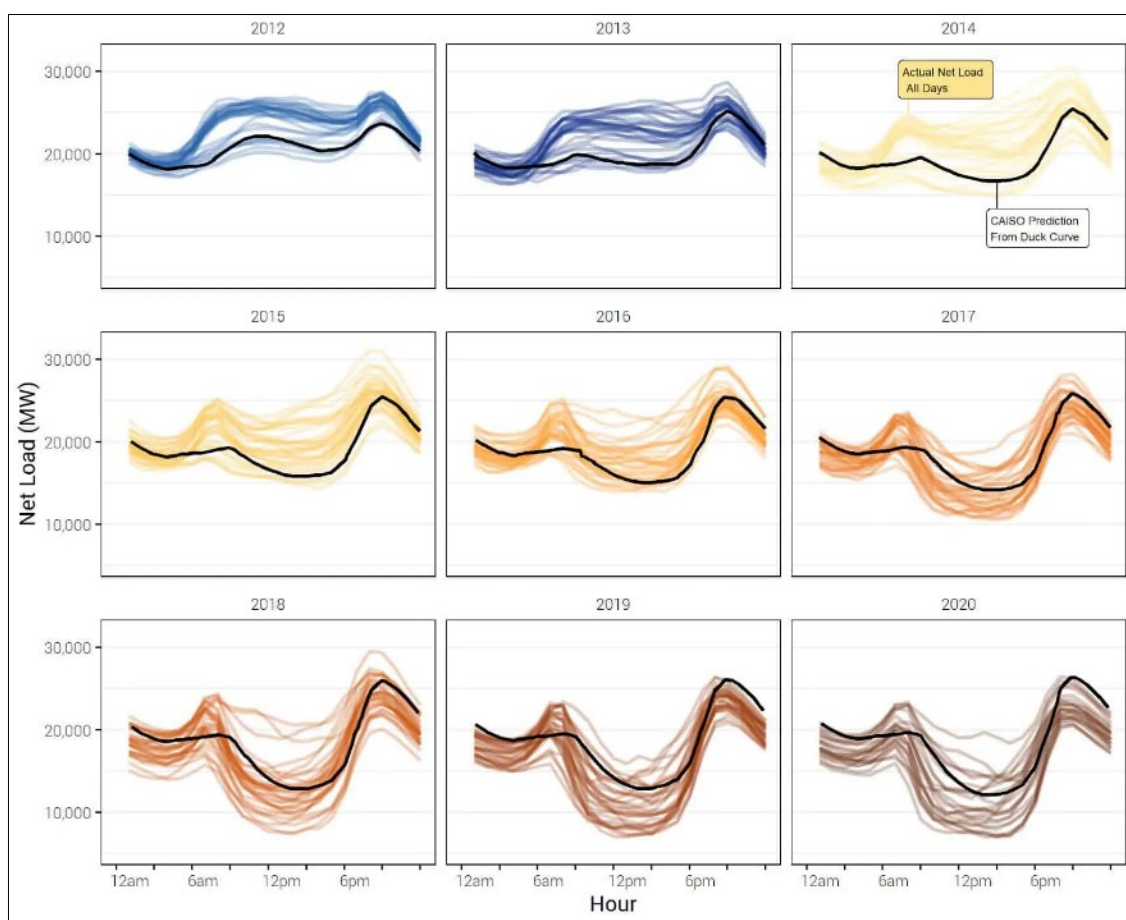 2012
2013
2014
30,000
20,000
10,000
Actual Net Load
All Days
CAISO Prediction
From Duck Curve
2015
2016
2017
30,000
20,000
10,000
Net Load (MW)
2018
2019
2020
30,000
20,000
10,000
12am 6am 12pm 6pm
12am 6am 12pm 6pm
12am 6am 12pm 6pm
Hour